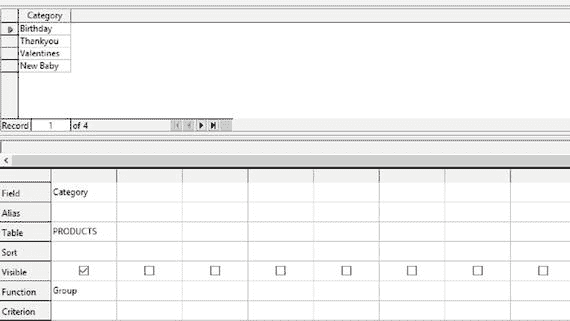 Category
Birthday
Thankyou
Valentines
New Baby
Record 1 of 4
Field Category
Alias
Table PRODUCTS
Sort
Visible
Function Group
Criterion